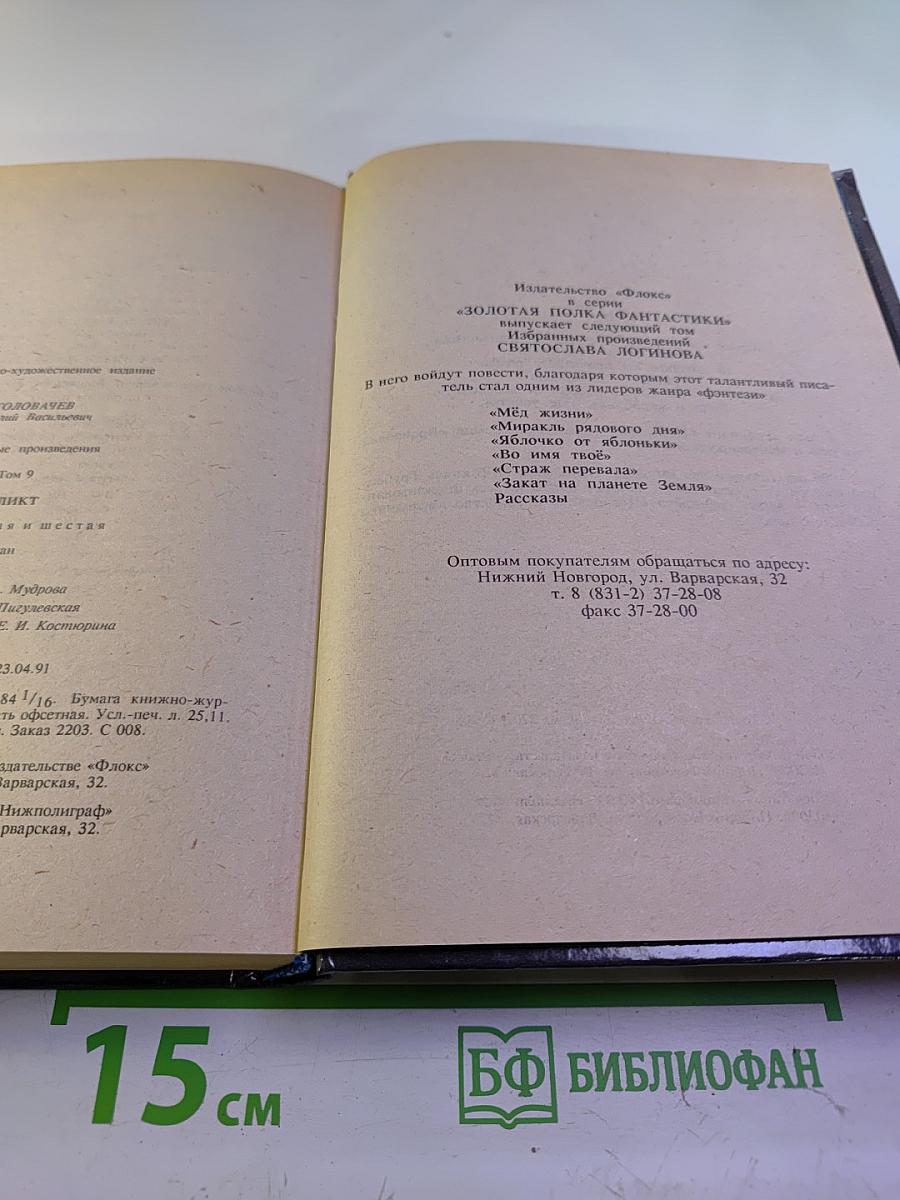 о-художественное издание
ГОЛОВАЧЕВ
лий Васильевич
ые произведения
Том 9
ЛИКТ
ая и шестая
ан
. Мудрова
Пигулевская
Е. И. Костюрина
23.04.91
84 1/16. Бумага книжно-жур-
ть офсетная. Усл.-печ. л. 25,11.
. Заказ 2203. С 008.
здательстве «Флокс»
Варварская, 32.
Нижполиграф»
рварская, 32.
Издательство «Флокс»
в серии
«ЗОЛОТАЯ ПОЛКА ФАНТАСТИКИ»
выпускает следующий том
Избранных произведений
СВЯТОСЛАВА ЛОГИНОВА
В него войдут повести, благодаря которым этот талантливый писа-
тель стал одним из лидеров жанра «фэнтези»
«Мёд жизни»
«Миракль рядового дня»
«Яблочко от яблоньки»
«Во имя твоё»
«Страж перевала»
«Закат на планете Земля»
Рассказы
Оптовым покупателям обращаться по адресу:
Нижний Новгород, ул. Варварская, 32
т. 8 (831-2) 37-28-08
факс 37-28-00
15 см
БФ БИБЛИОФАН